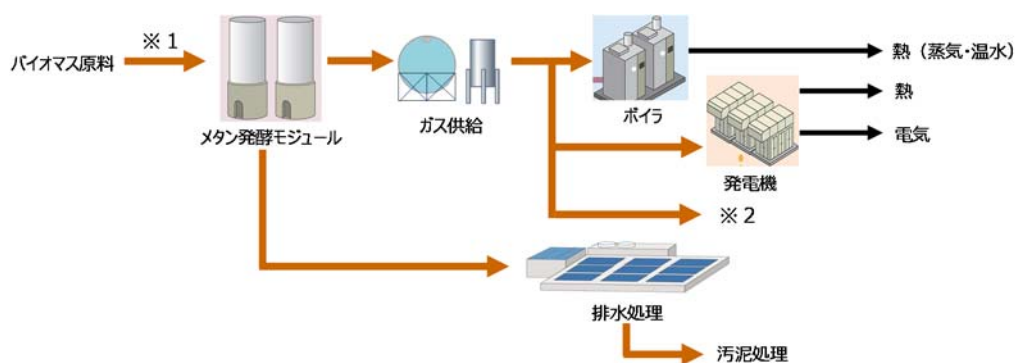 バイオマス原料
※1
メタン発酵モジュール
ガス供給
ボイラ
熱（蒸気・温水）
熱
電気
発電機
※2
排水処理
汚泥処理